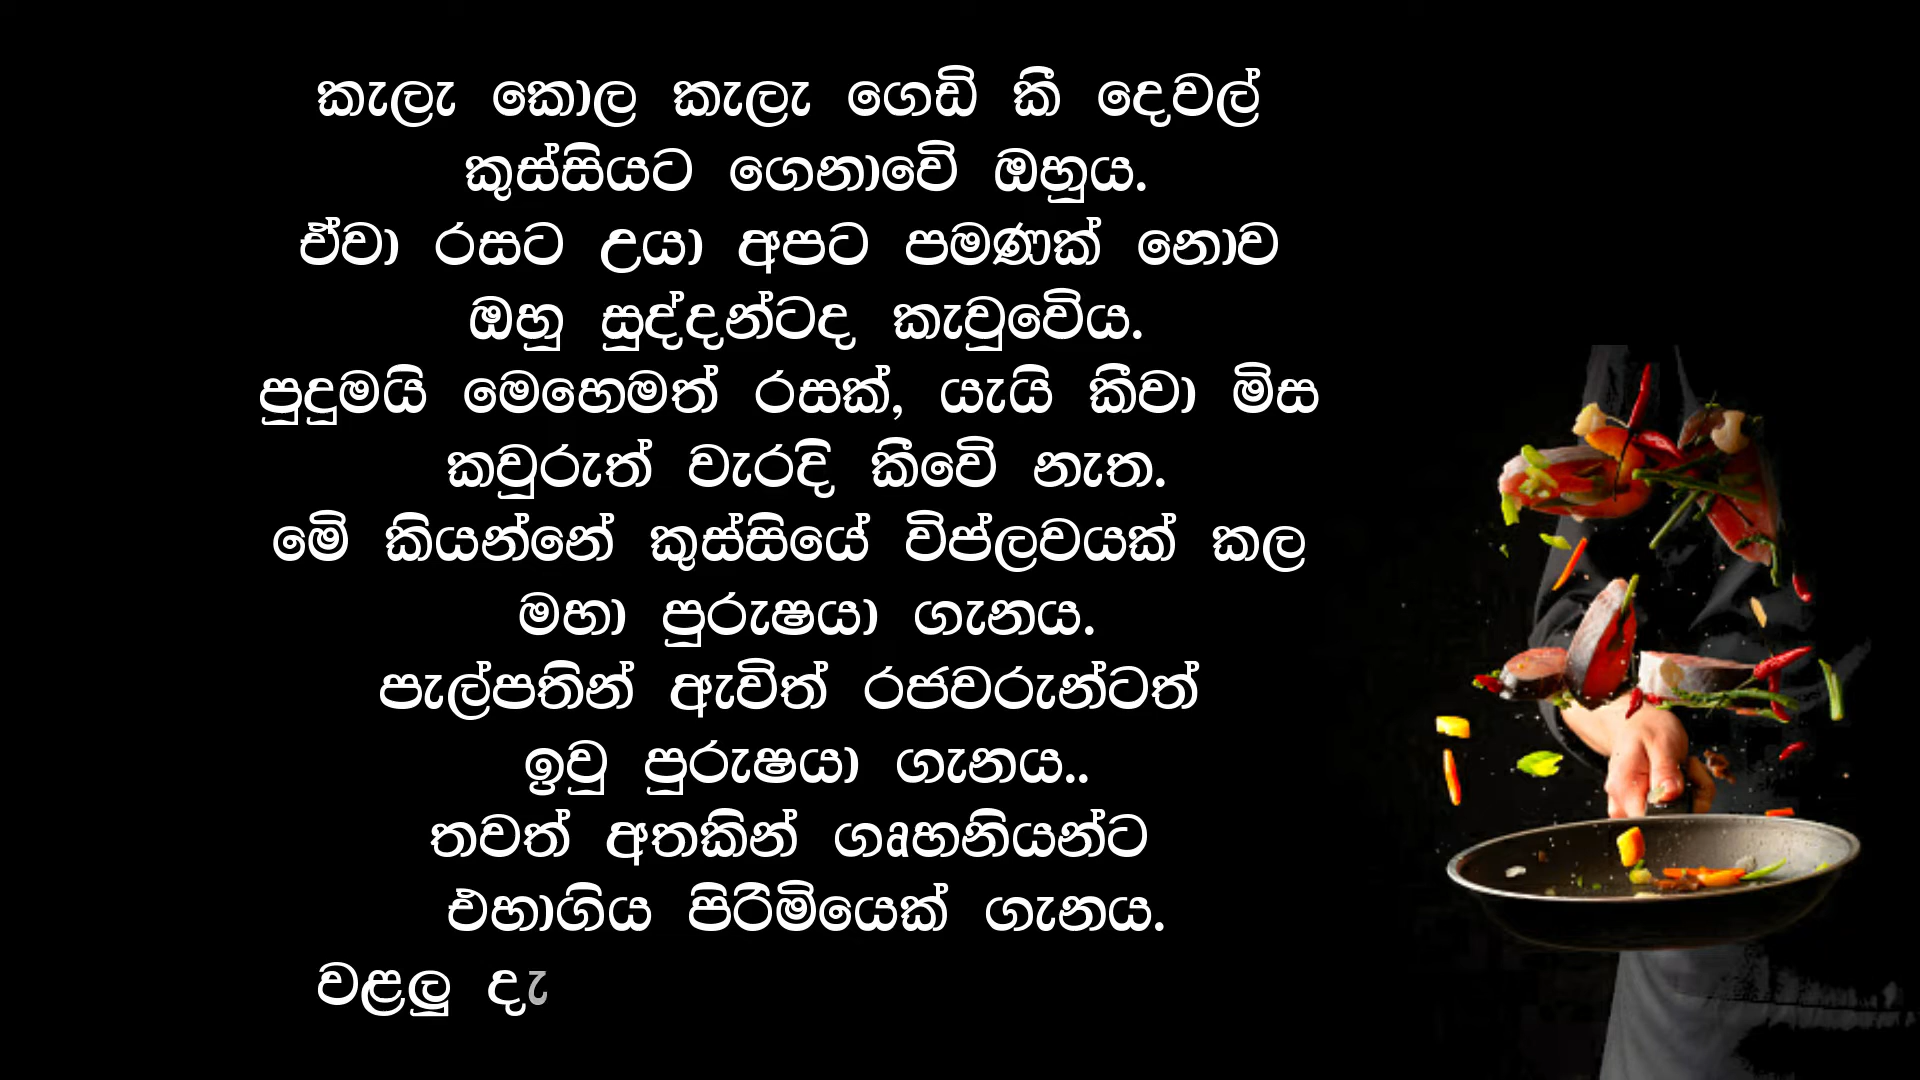 කැලෑ කොල කැලෑ ගෙඩි කී දෙවල්
කුස්සියට ගෙනාවේ ඔහුය.
ඒවා රසට උයා අපට පමණක් නොව
ඔහු සුද්දන්ටද කැවුවේය.
පුදුමයි මෙහෙමත් රසක්, යැයි කීවා මිස
කවුරුත් වැරදි කීවේ නැත.
මේ කියන්නේ කුස්සියේ විප්ලවයක් කල
මහා පුරුෂයා ගැනය.
පැල්පතින් ඇවිත් රජවරුන්ටත්
ඉවු පුරුෂයා ගැනය..
තවත් අතකින් ගෘහනියන්ට
එහාගිය පිරිමියෙක් ගැනය.
වළලු දැ